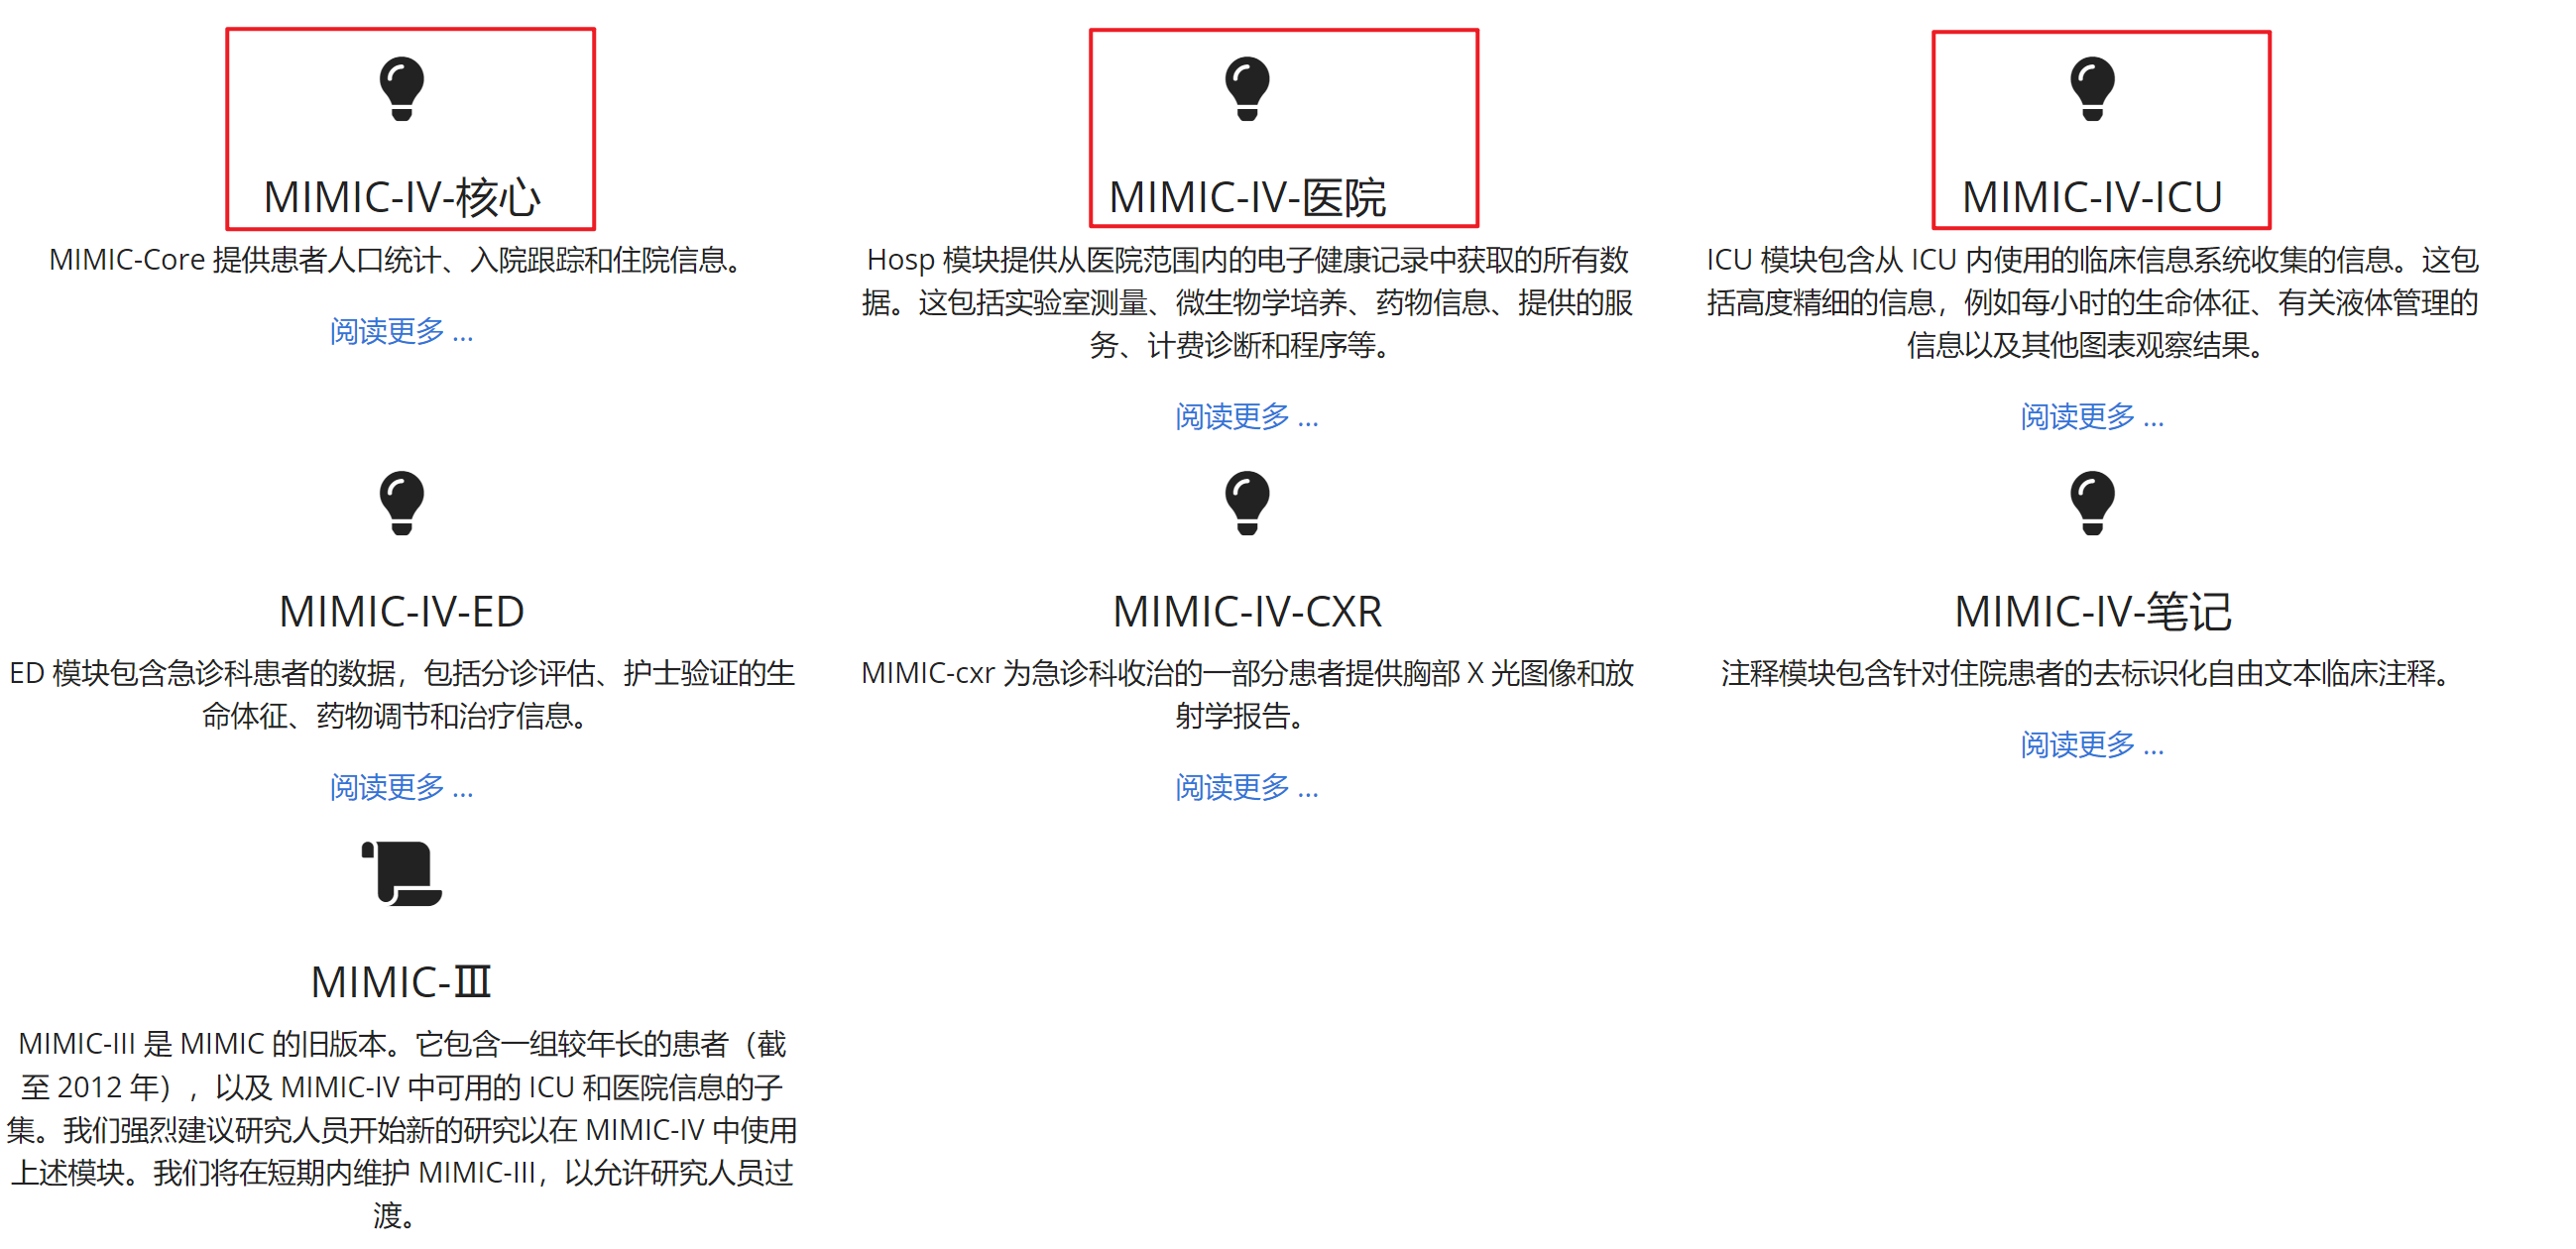 MIMIC-IV-核心
MIMIC-Core 提供患者人口统计、入院跟踪和住院信息。
阅读更多 ...
MIMIC-IV-医院
Hosp 模块提供从医院范围内的电子健康记录中获取的所有数
据。这包括实验室测量、微生物学培养、药物信息、提供的服
务、计费诊断和程序等。
阅读更多 ...
MIMIC-IV-ICU
ICU 模块包含从 ICU 内使用的临床信息系统收集的信息。这包
括高度精细的信息，例如每小时的生命体征、有关液体管理的
信息以及其他图表观察结果。
阅读更多 ...
MIMIC-IV-ED
ED 模块包含急诊科患者的数据，包括分诊评估、护士验证的生
命体征、药物调节和治疗信息。
阅读更多 ...
MIMIC-IV-CXR
MIMIC-cxr 为急诊科收治的一部分患者提供胸部 X 光图像和放
射学报告。
阅读更多 ...
MIMIC-IV-笔记
注释模块包含针对住院患者的去标识化自由文本临床注释。
阅读更多 ...
MIMIC-Ⅲ
MIMIC-III 是 MIMIC 的旧版本。它包含一组较年长的患者（截
至 2012 年），以及 MIMIC-IV 中可用的 ICU 和医院信息的子
集。我们强烈建议研究人员开始新的研究以在 MIMIC-IV 中使用
上述模块。我们将在短期内维护 MIMIC-III，以允许研究人员过
渡。